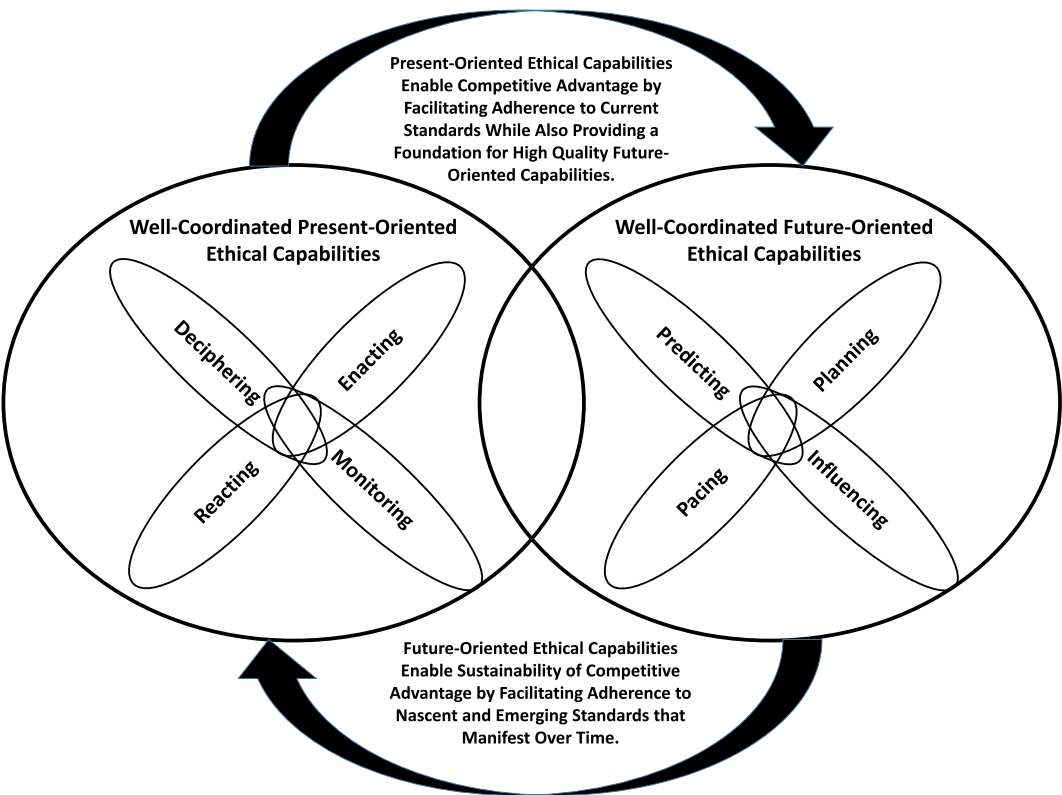 Present-Oriented Ethical Capabilities
Enable Competitive Advantage by
Facilitating Adherence to Current
Standards While Also Providing a
Foundation for High Quality Future-
Oriented Capabilities.
Well-Coordinated Present-Oriented
Ethical Capabilities
Deciphering
Enacting
Reacting
Monitoring
Well-Coordinated Future-Oriented
Ethical Capabilities
Predicting
Planning
Pacing
Influencing
Future-Oriented Ethical Capabilities
Enable Sustainability of Competitive
Advantage by Facilitating Adherence to
Nascent and Emerging Standards that
Manifest Over Time.